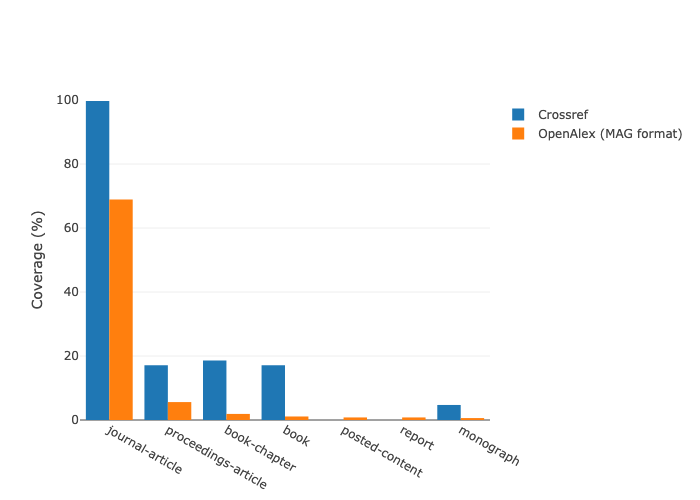 100
80
60
40
20
0
Coverage (%)
journal-article
proceedings-article
book-chapter
book
posted-content
report
monograph
Crossref
OpenAlex (MAG format)